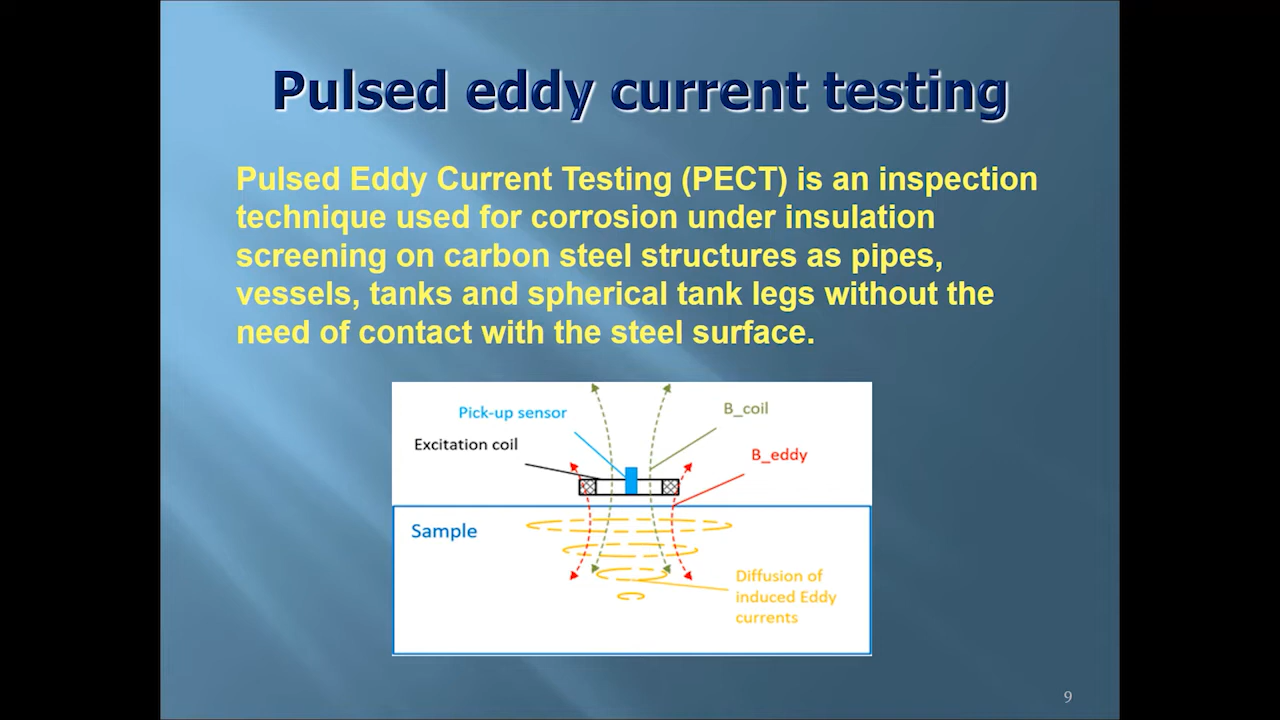 Pulsed eddy current testing
Pulsed Eddy Current Testing (PECT) is an inspection
technique used for corrosion under insulation
screening on carbon steel structures as pipes,
vessels, tanks and spherical tank legs without the
need of contact with the steel surface.
Pick-up sensor
B_coil
Excitation coil
B_eddy
Sample
Diffusion of
induced Eddy
currents
9